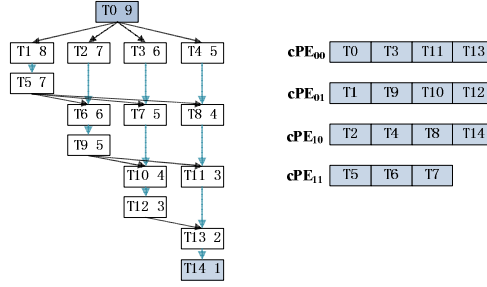 T0 9
T1 8 T2 7 T3 6 T4 5
T5 7
T6 6 T7 5 T8 4
T9 5
T10 4 T11 3
T12 3
T13 2
T14 1
cPE00 T0 T3 T11 T13
cPE01 T1 T9 T10 T12
cPE10 T2 T4 T8 T14
cPE11 T5 T6 T7